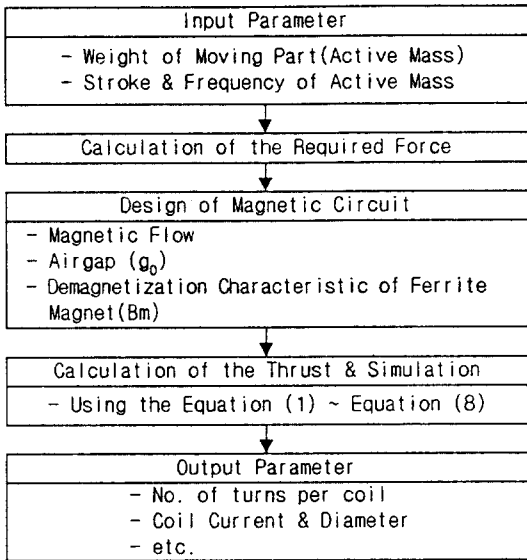 Input Parameter
- Weight of Moving Part(Active Mass)
- Stroke & Frequency of Active Mass
Calculation of the Required Force
Design of Magnetic Circuit
- Magnetic Flow
- Airgap (g₀)
- Demagnetization Characteristic of Ferrite
Magnet(Bm)
Calculation of the Thrust & Simulation
- Using the Equation (1) ~ Equation (8)
Output Parameter
- No. of turns per coil
- Coil Current & Diameter
- etc.